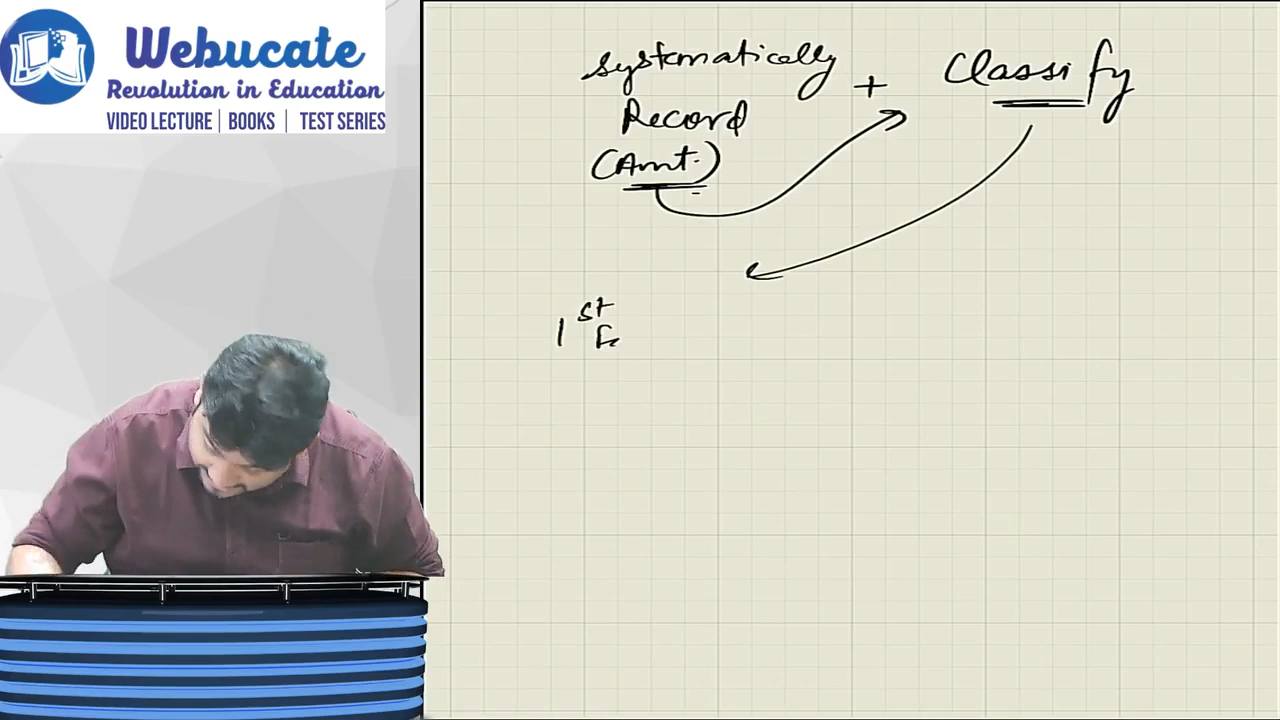 Webucate
Revolution in Education
VIDEO LECTURE | BOOKS | TEST SERIES
Systematically + Classify
Record
(Amt.)
1st